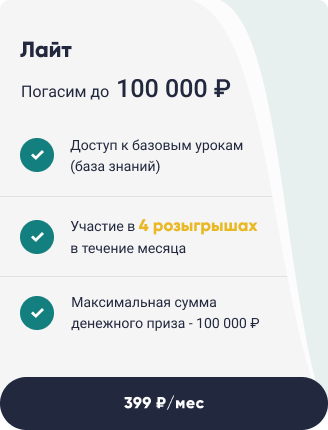 Лайт
Погасим до 100 000 ₽
Доступ к базовым урокам
(база знаний)
Участие в 4 розыгрышах
в течение месяца
Максимальная сумма
денежного приза - 100 000 ₽
399 ₽/мес